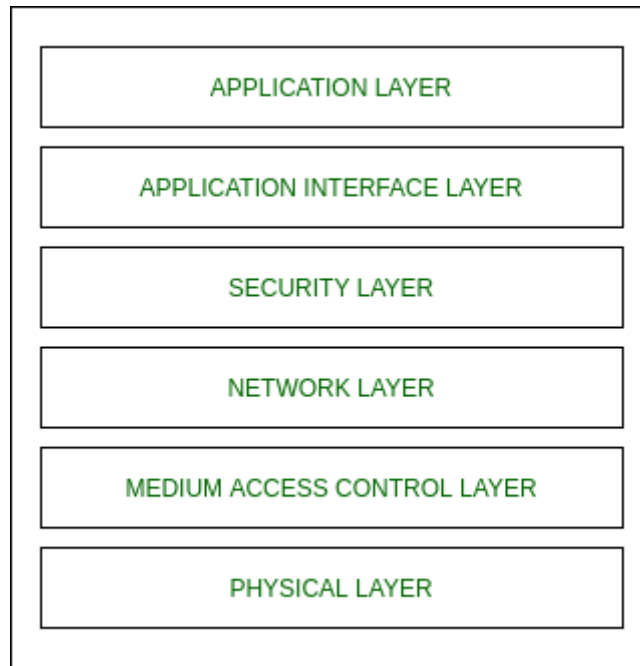 APPLICATION LAYER
APPLICATION INTERFACE LAYER
SECURITY LAYER
NETWORK LAYER
MEDIUM ACCESS CONTROL LAYER
PHYSICAL LAYER